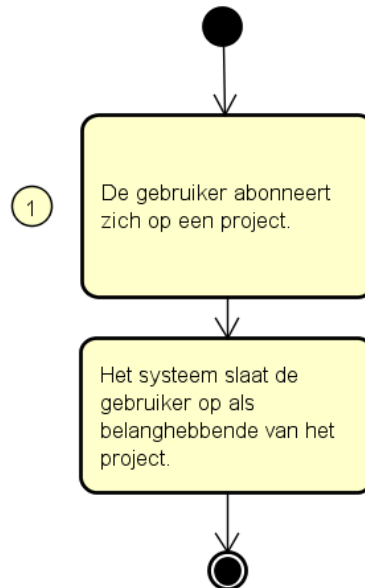 De gebruiker abonneert
zich op een project.
1
Het systeem slaat de
gebruiker op als
belanghebbende van het
project.